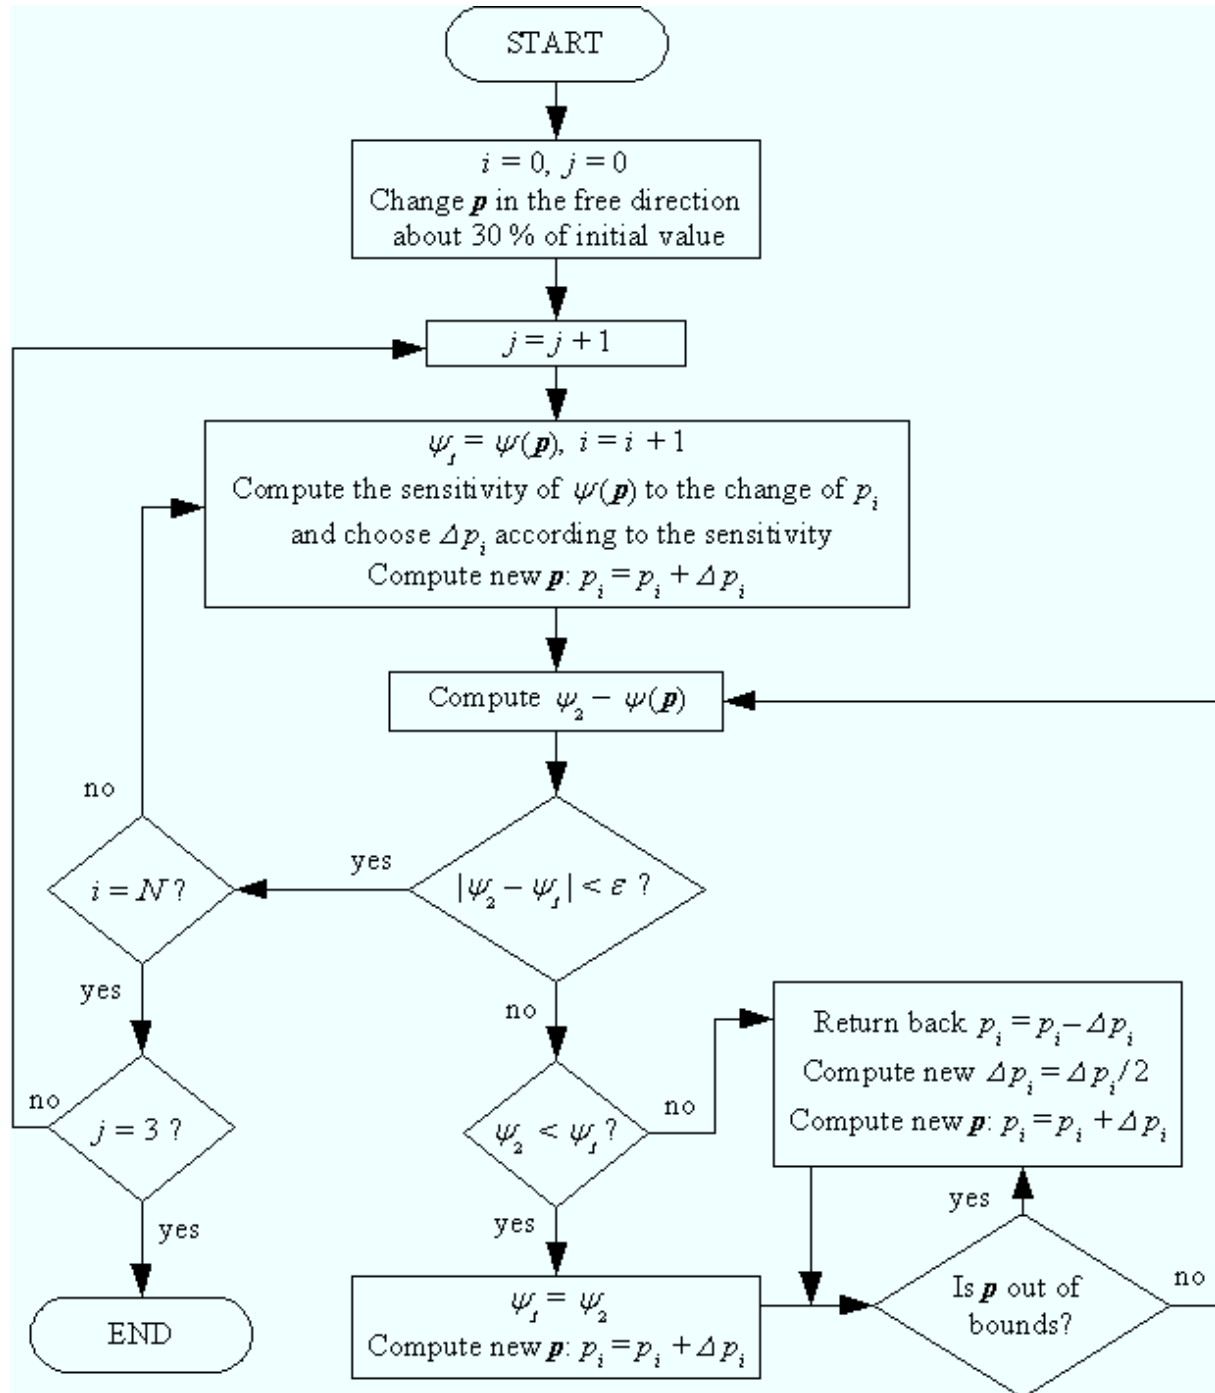 START
i = 0, j = 0
Change p in the free direction
about 30 % of initial value
j = j + 1
ψ₁ = ψ(p), i = i + 1
Compute the sensitivity of ψ(p) to the change of pᵢ
and choose Δpᵢ according to the sensitivity
Compute new p: pᵢ = pᵢ + Δpᵢ
Compute ψ₂ − ψ(p)
no
yes
i = N ?
|ψ₂ − ψ₁| < ε ?
yes
no
Return back pᵢ = pᵢ − Δpᵢ
Compute new Δpᵢ = Δpᵢ/2
Compute new p: pᵢ = pᵢ + Δpᵢ
no
j = 3 ?
ψ₂ < ψ₁ ?
no
yes
yes
yes
ψ₁ = ψ₂
Compute new p: pᵢ = pᵢ + Δpᵢ
Is p out of
bounds?
no
END